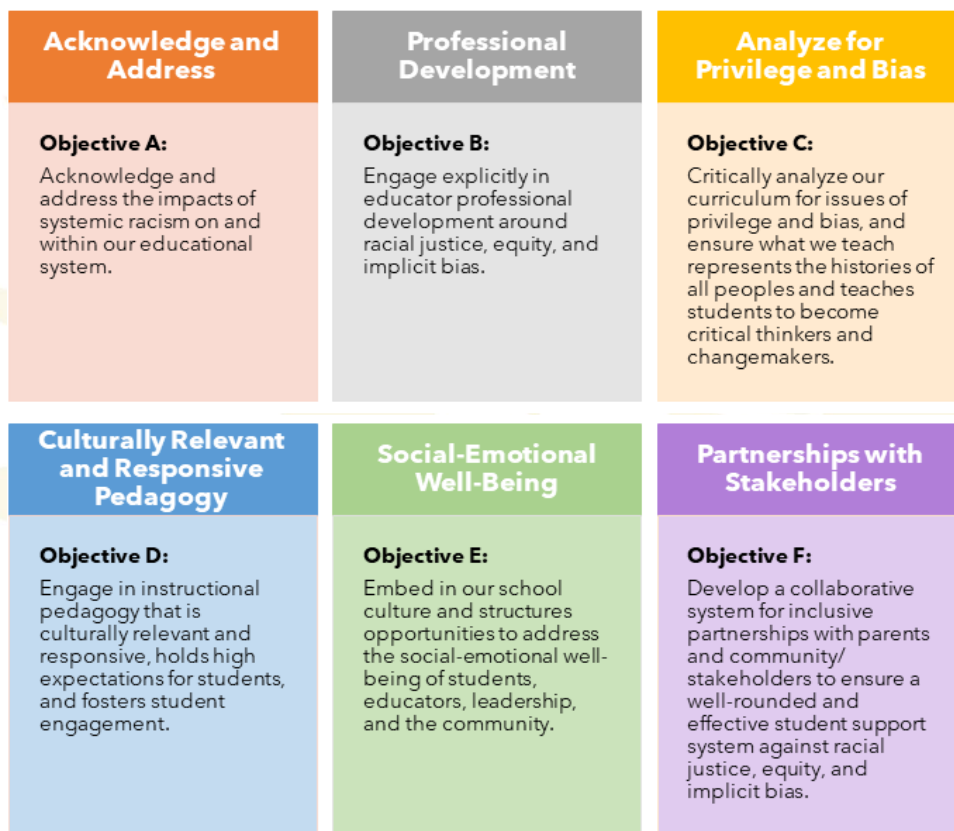 Acknowledge and
Address
Objective A:
Acknowledge and
address the impacts of
systemic racism on and
within our educational
system.
Professional
Development
Objective B:
Engage explicitly in
educator professional
development around
racial justice, equity, and
implicit bias.
Analyze for
Privilege and Bias
Objective C:
Critically analyze our
curriculum for issues of
privilege and bias, and
ensure what we teach
represents the histories of
all peoples and teaches
students to become
critical thinkers and
changemakers.
Culturally Relevant
and Responsive
Pedagogy
Objective D:
Engage in instructional
pedagogy that is
culturally relevant and
responsive, holds high
expectations for students,
and fosters student
engagement.
Social-Emotional
Well-Being
Objective E:
Embed in our school
culture and structures
opportunities to address
the social-emotional well-
being of students,
educators, leadership,
and the community.
Partnerships with
Stakeholders
Objective F:
Develop a collaborative
system for inclusive
partnerships with parents
and community/
stakeholders to ensure a
well-rounded and
effective student support
system against racial
justice, equity, and
implicit bias.